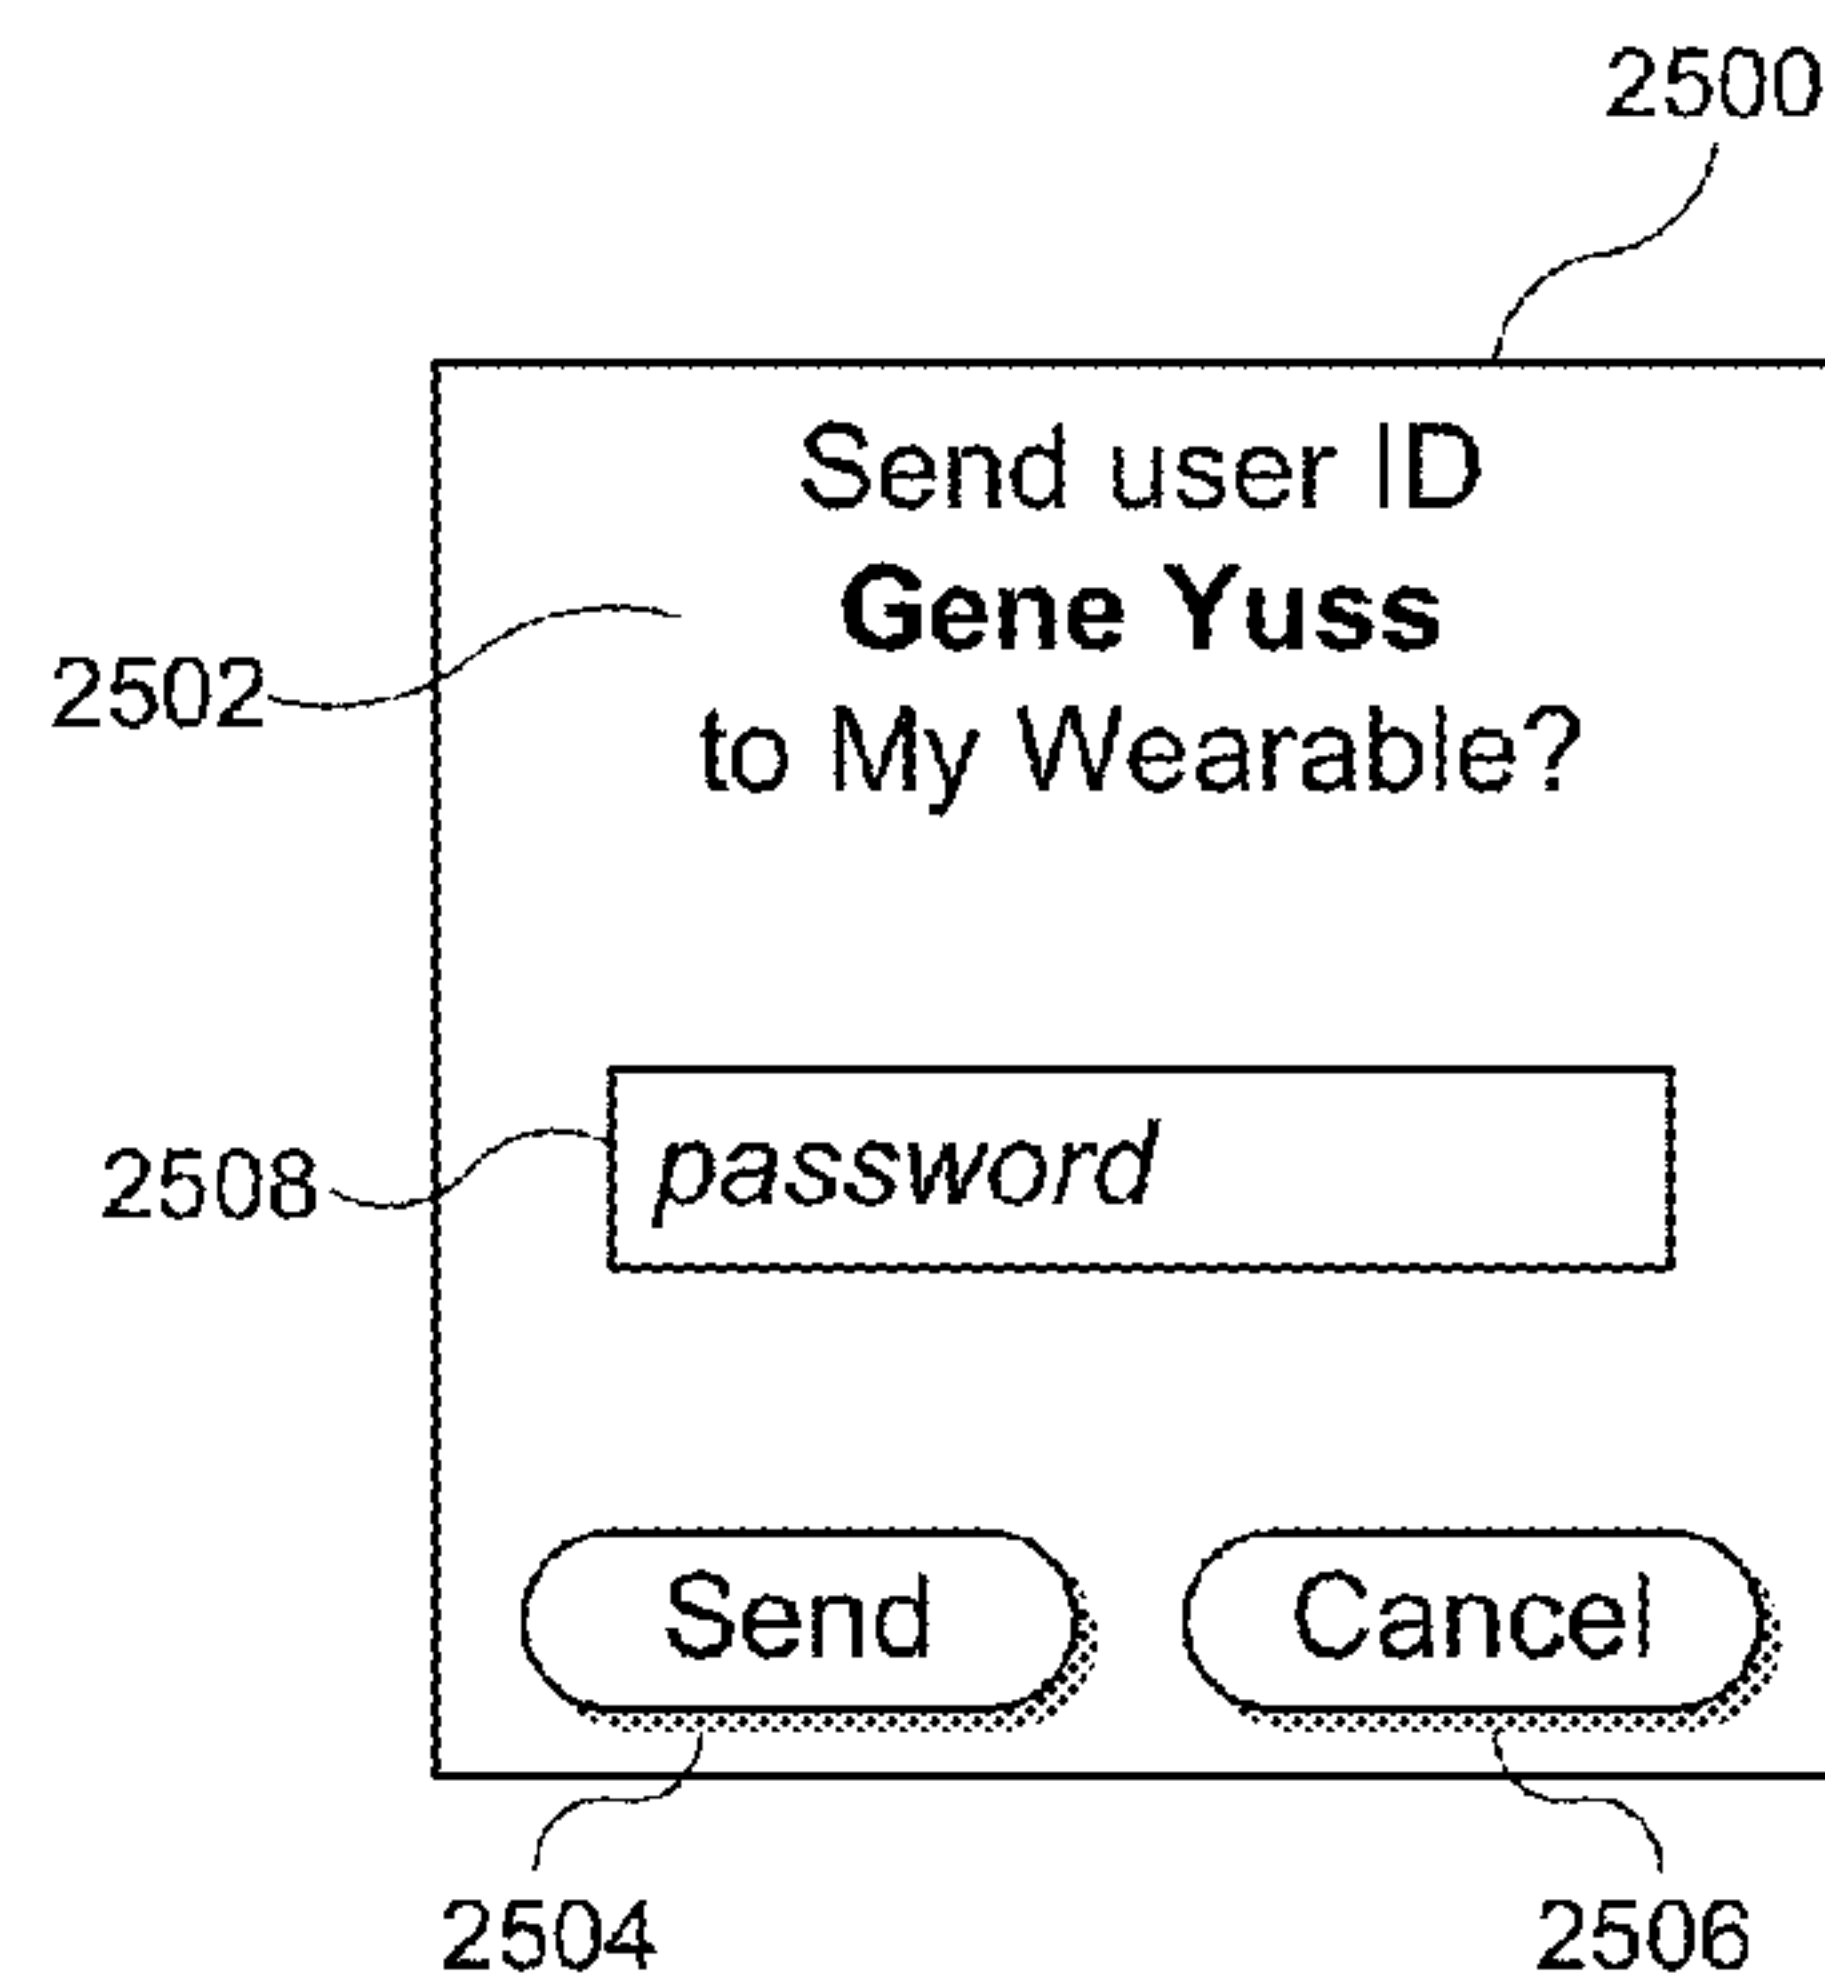 2500
Send user ID
Gene Yuss
2502
to My Wearable?
2508
password
Send Cancel
2504 2506